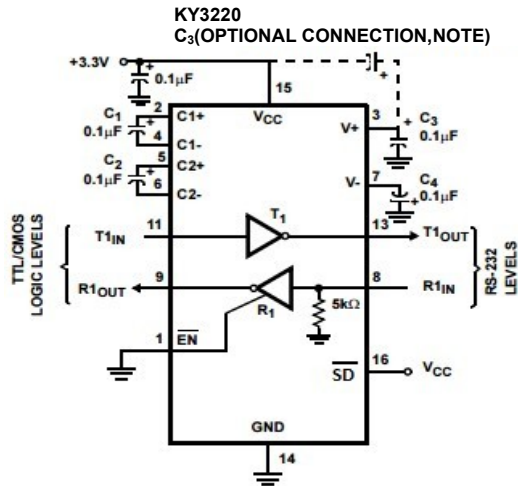 KY3220
C3(OPTIONAL CONNECTION,NOTE)
+3.3V
+
0.1µF
+
15
VCC
C1
0.1µF
+
2
C1+
4
C1-
C2
0.1µF
+
5
C2+
6
C2-
3
V+
+
C3
0.1µF
7
V-
+
C4
0.1µF
TTL/CMOS
LOGIC LEVELS
T1IN
11
T1
13
T1OUT
R1OUT
9
R1
8
R1IN
5kΩ
RS-232
LEVELS
1
EN
SD
16
VCC
GND
14